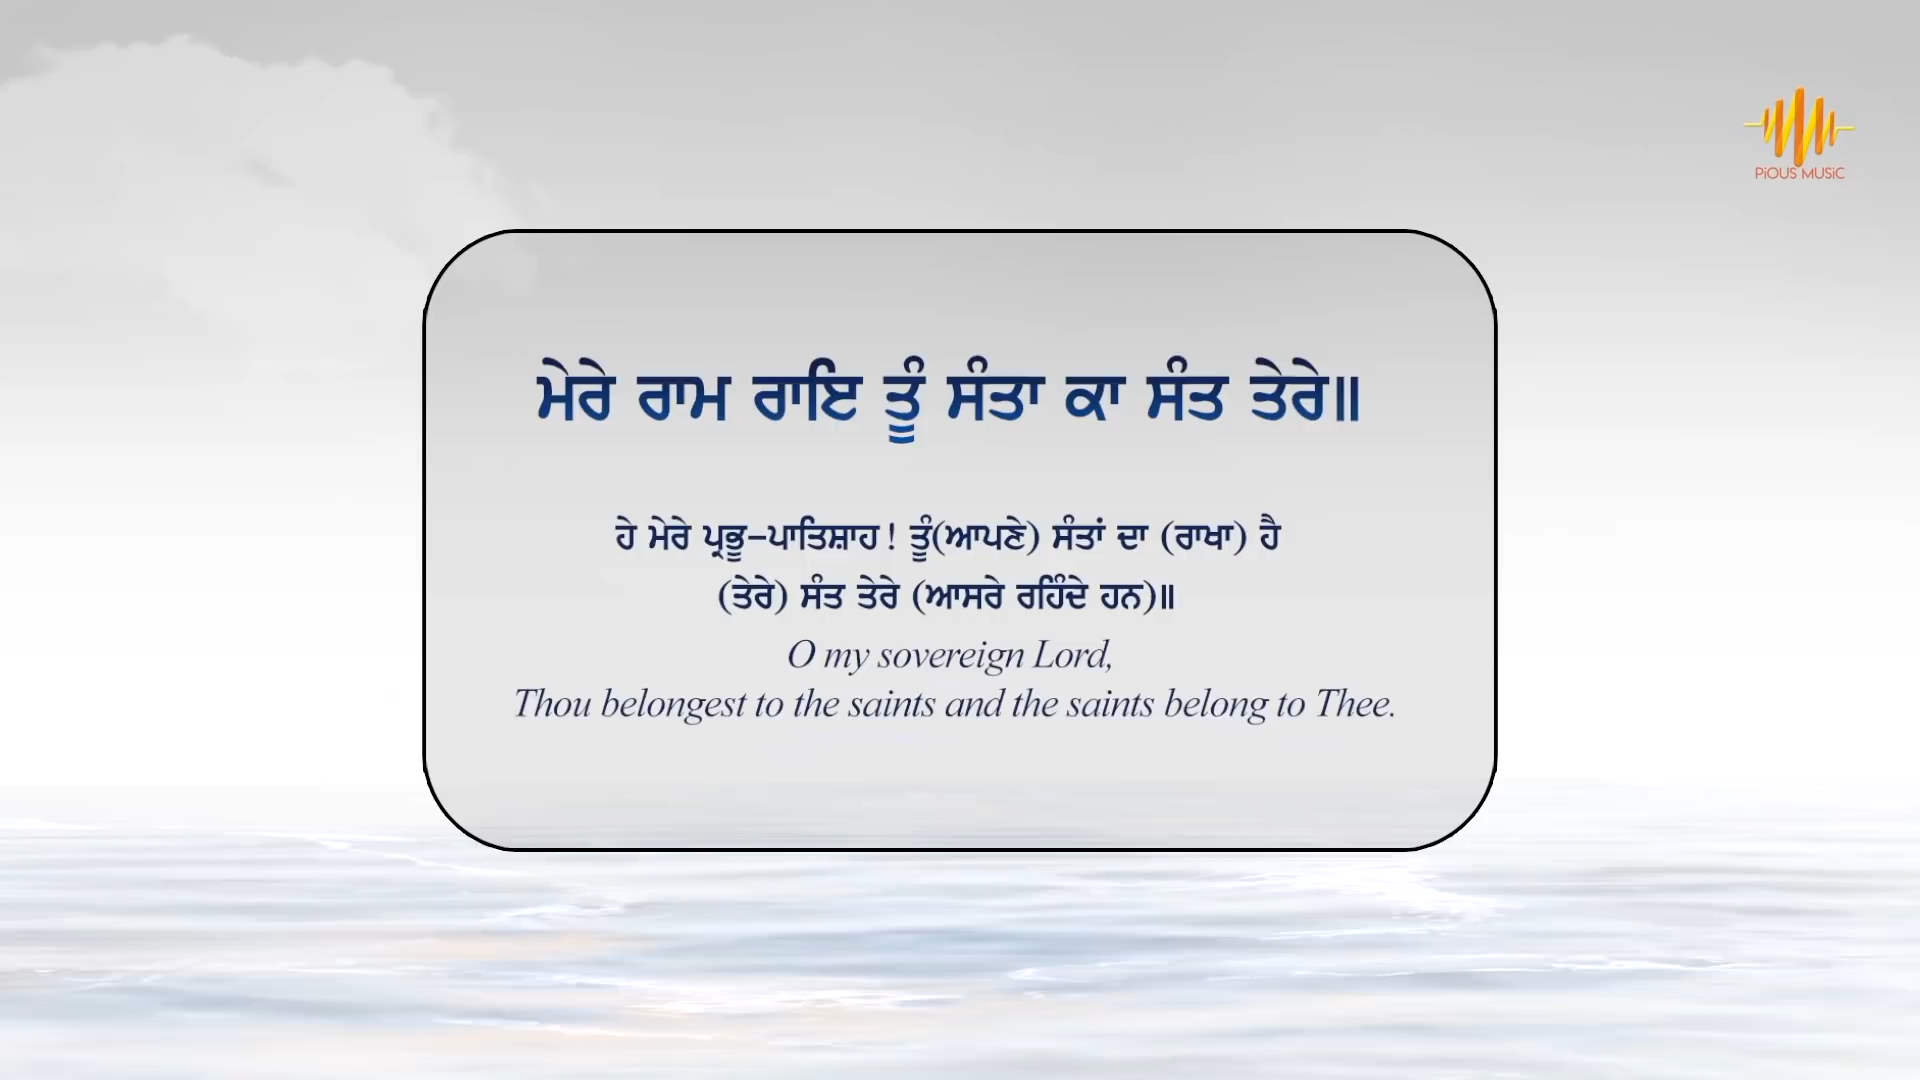 PiOUS MUSiC
ਮੇਰੇ ਰਾਮ ਰਾਇ ਤੂੰ ਸੰਤਾ ਕਾ ਸੰਤ ਤੇਰੇ॥
ਹੇ ਮੇਰੇ ਪ੍ਰਭੂ-ਪਾਤਿਸ਼ਾਹ! ਤੂੰ(ਆਪਣੇ) ਸੰਤਾਂ ਦਾ (ਰਾਖਾ) ਹੈ
(ਤੇਰੇ) ਸੰਤ ਤੇਰੇ (ਆਸਰੇ ਰਹਿੰਦੇ ਹਨ)॥
O my sovereign Lord,
Thou belongest to the saints and the saints belong to Thee.